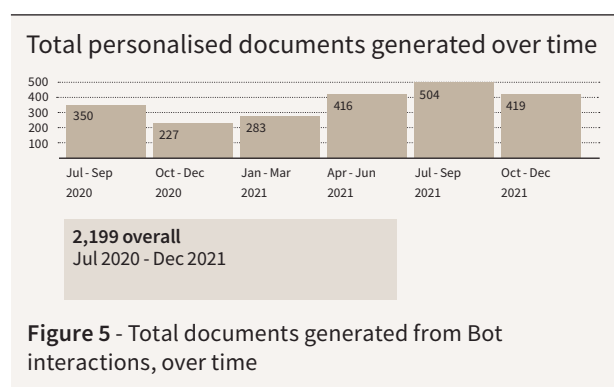 Total personalised documents generated over time
500
400
300
200
100
350
227
283
416
504
419
Jul - Sep
2020
Oct - Dec
2020
Jan - Mar
2021
Apr - Jun
2021
Jul - Sep
2021
Oct - Dec
2021
2,199 overall
Jul 2020 - Dec 2021
Figure 5 - Total documents generated from Bot
interactions, over time